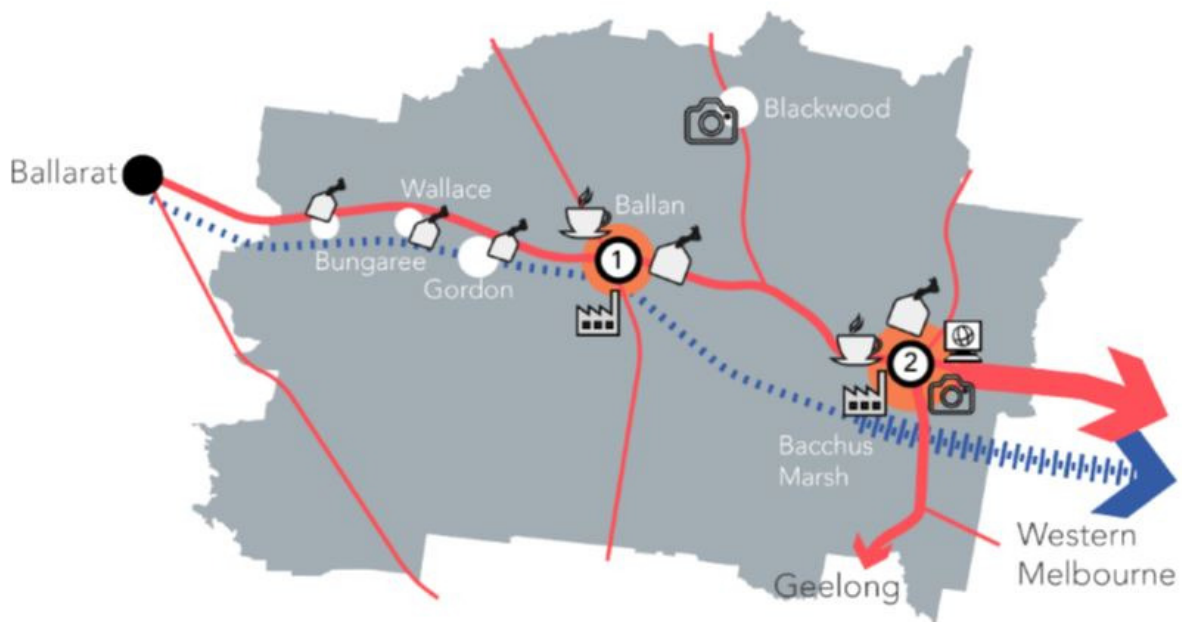 Blackwood
Ballarat
Wallace
Ballan
Bungaree
Gordon
1
2
Bacchus
Marsh
Western
Melbourne
Geelong